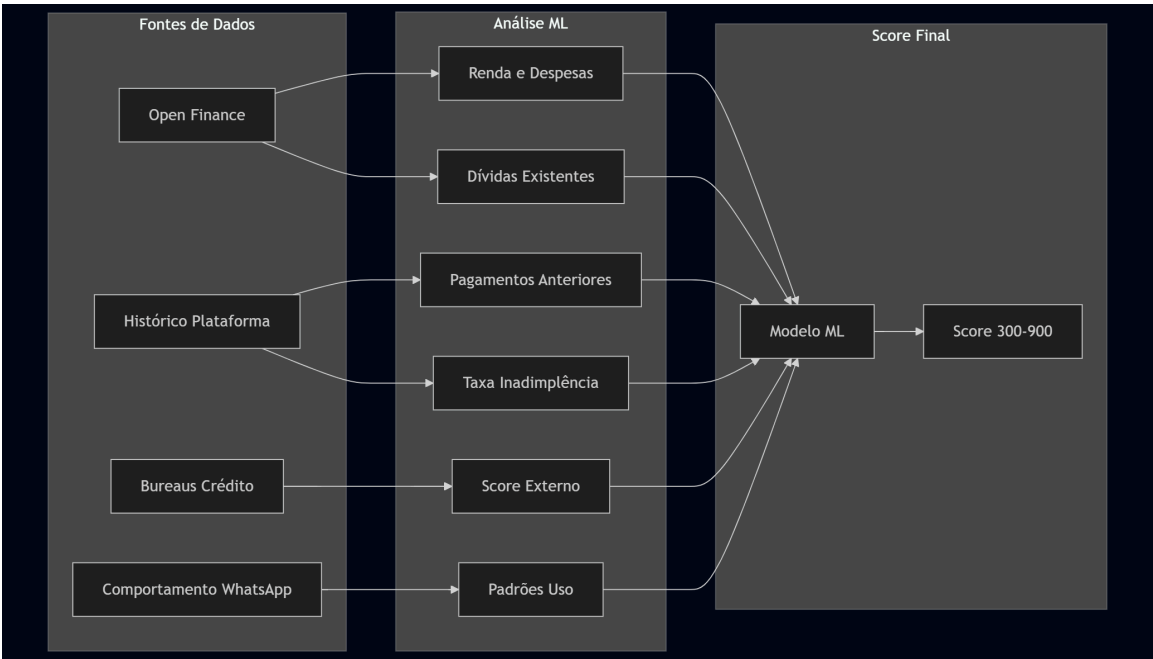 Fontes de Dados
Open Finance
Histórico Plataforma
Bureaus Crédito
Comportamento WhatsApp
Análise ML
Renda e Despesas
Dívidas Existentes
Pagamentos Anteriores
Taxa Inadimplência
Score Externo
Padrões Uso
Score Final
Modelo ML
Score 300-900